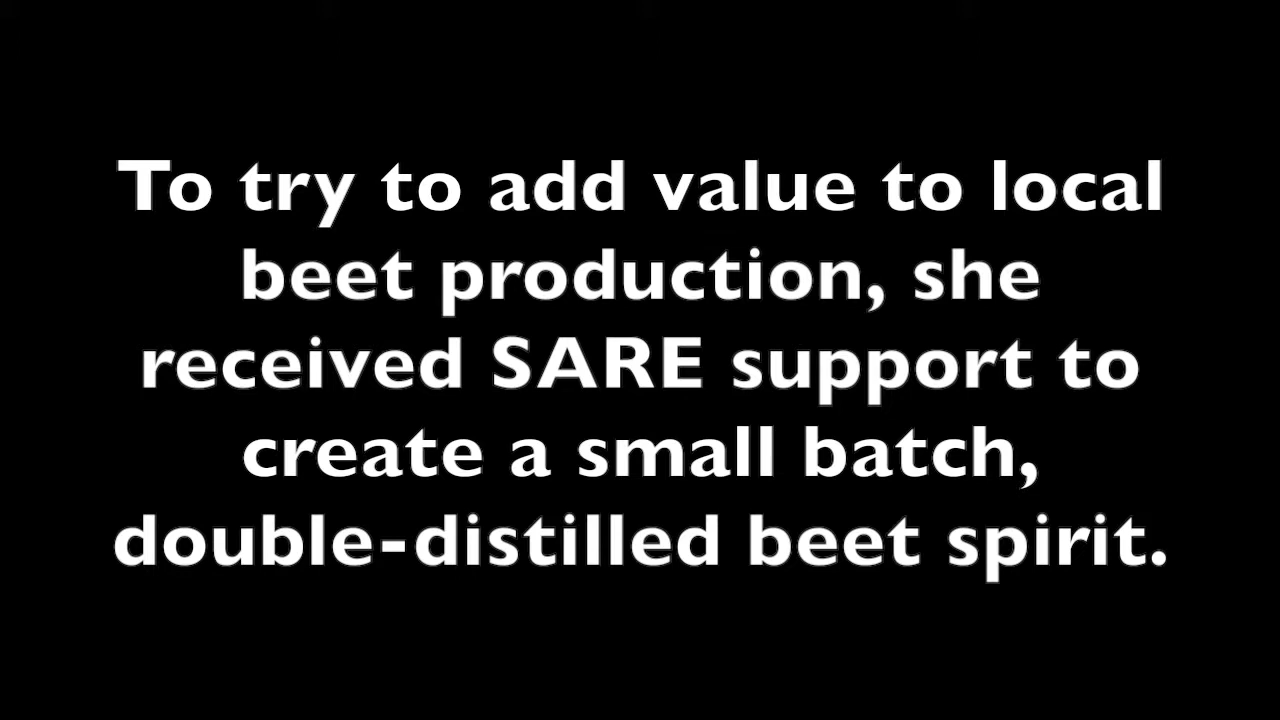 To try to add value to local
beet production, she
received SARE support to
create a small batch,
double-distilled beet spirit.